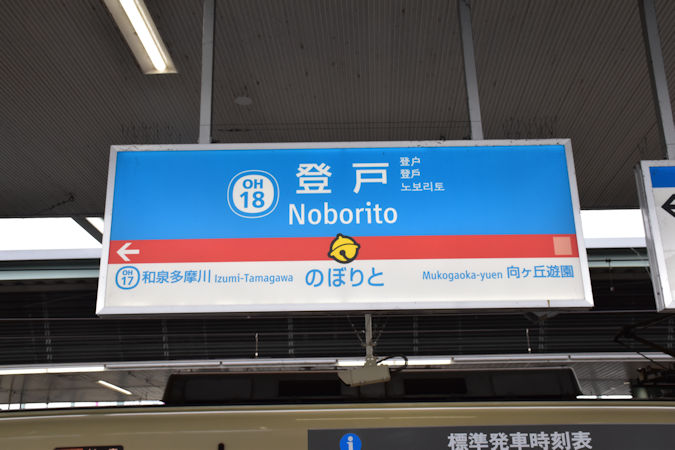 OH
18
登戸
登户
登戶
노보리토
Noborito
OH
17
和泉多摩川 Izumi-Tamagawa
のぼりと
Mukogaoka-yuen 向ヶ丘遊園
i 標準発車時刻表